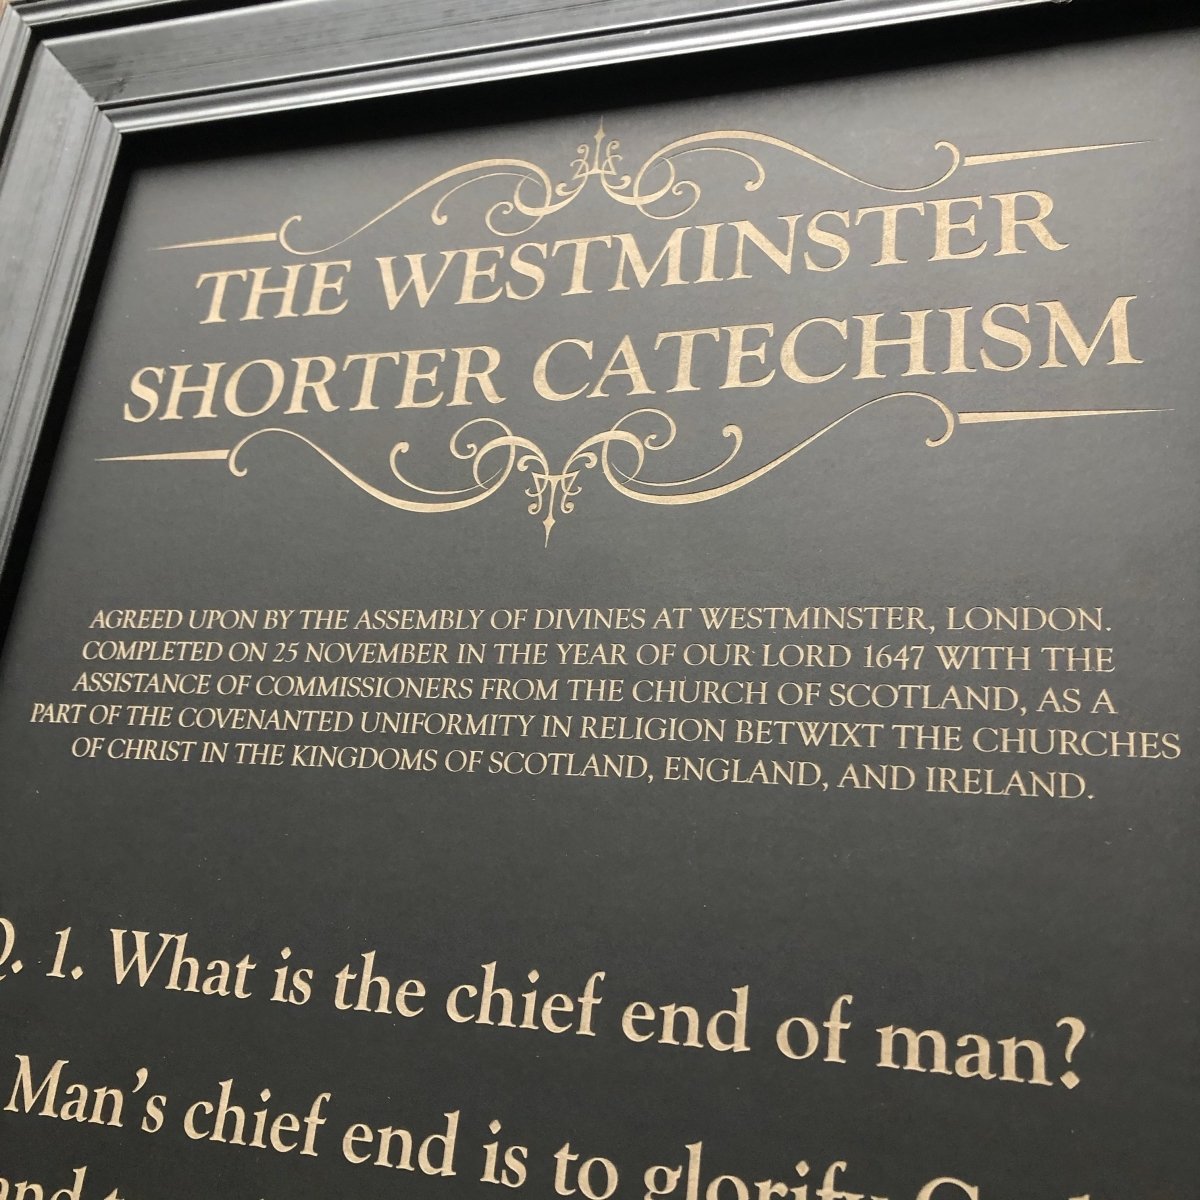 THE WESTMINSTER
SHORTER CATECHISM
AGREED UPON BY THE ASSEMBLY OF DIVINES AT WESTMINSTER, LONDON.
COMPLETED ON 25 NOVEMBER IN THE YEAR OF OUR LORD 1647 WITH THE
ASSISTANCE OF COMMISSIONERS FROM THE CHURCH OF SCOTLAND, AS A
PART OF THE COVENANTED UNIFORMITY IN RELIGION BETWIXT THE CHURCHES
OF CHRIST IN THE KINGDOMS OF SCOTLAND, ENGLAND, AND IRELAND.
Q. 1. What is the chief end of man?
Man's chief end is to glorify God
and